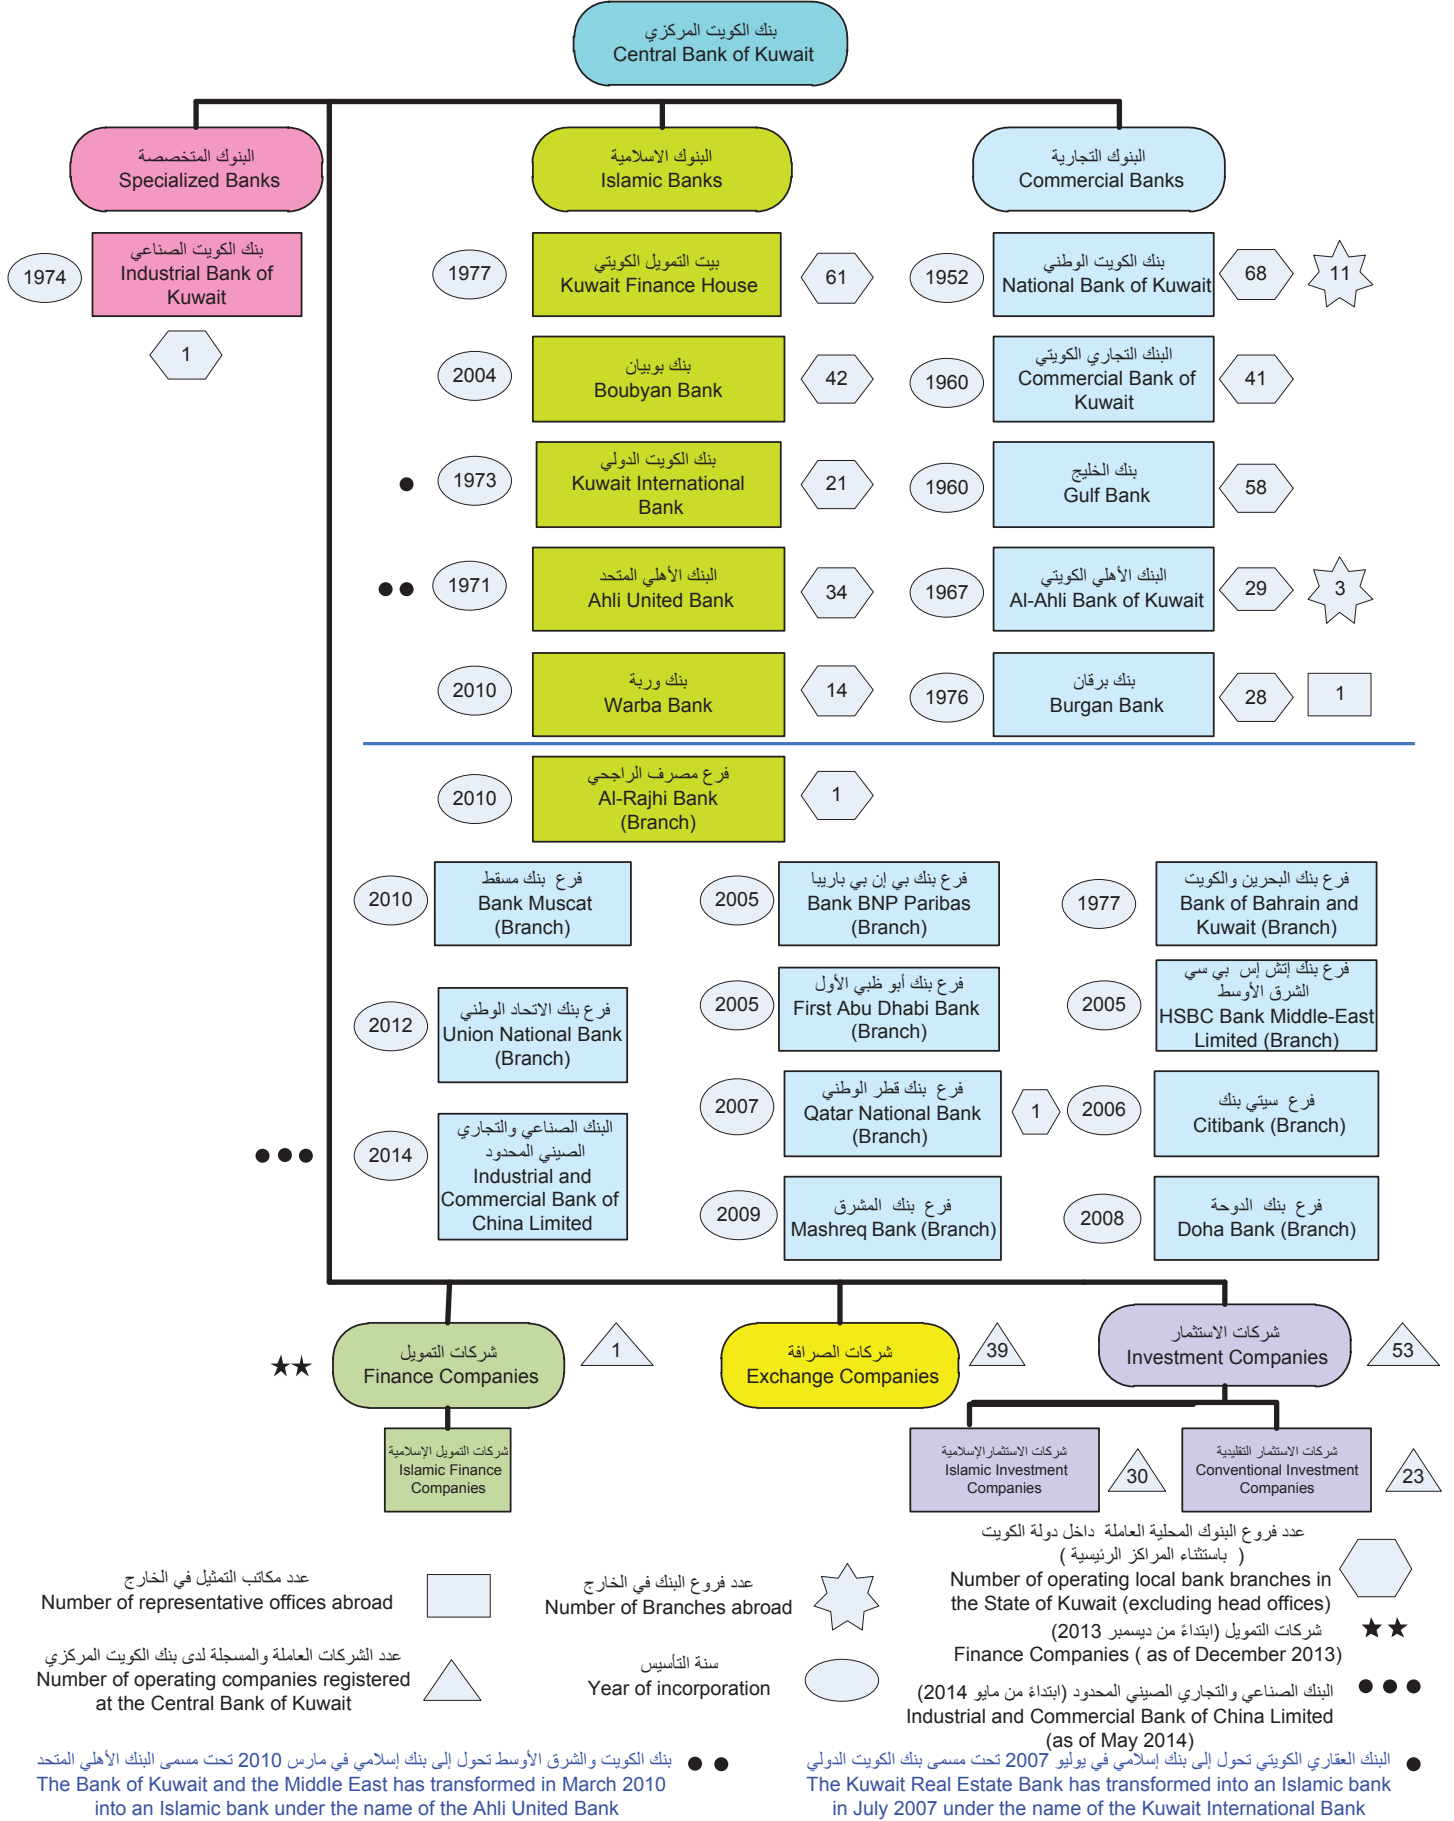 بنك الكويت المركزي
Central Bank of Kuwait
البنوك المتخصصة
Specialized Banks
البنوك الاسلامية
Islamic Banks
البنوك التجارية
Commercial Banks
1974
بنك الكويت الصناعي
Industrial Bank of
Kuwait
1
1977
بيت التمويل الكويتي
Kuwait Finance House
61
1952
بنك الكويت الوطني
National Bank of Kuwait
68
11
2004
بنك بوبيان
Boubyan Bank
42
1960
البنك التجاري الكويتي
Commercial Bank of
Kuwait
41
1973
بنك الكويت الدولي
Kuwait International
Bank
21
1960
بنك الخليج
Gulf Bank
58
1971
البنك الأهلي المتحد
Ahli United Bank
34
1967
البنك الأهلي الكويتي
Al-Ahli Bank of Kuwait
29
3
2010
بنك وربة
Warba Bank
14
1976
بنك برقان
Burgan Bank
28
1
2010
فرع مصرف الراجحي
Al-Rajhi Bank
(Branch)
1
2010
فرع بنك مسقط
Bank Muscat
(Branch)
2005
فرع بنك بي إن بي باريبا
Bank BNP Paribas
(Branch)
1977
فرع بنك البحرين والكويت
Bank of Bahrain and
Kuwait (Branch)
2012
فرع بنك الاتحاد الوطني
Union National Bank
(Branch)
2005
فرع بنك أبو ظبي الأول
First Abu Dhabi Bank
(Branch)
2005
فرع بنك إتش إس بي سي
الشرق الأوسط
HSBC Bank Middle-East
Limited (Branch)
2007
فرع بنك قطر الوطني
Qatar National Bank
(Branch)
1
2006
فرع سيتي بنك
Citibank (Branch)
2014
البنك الصناعي والتجاري
الصيني المحدود
Industrial and
Commercial Bank of
China Limited
2009
فرع بنك المشرق
Mashreq Bank (Branch)
2008
فرع بنك الدوحة
Doha Bank (Branch)
شركات التمويل
Finance Companies
1
شركات الصرافة
Exchange Companies
39
شركات الاستثمار
Investment Companies
53
شركات التمويل الإسلامية
Islamic Finance
Companies
شركات الاستثمارالإسلامية
Islamic Investment
Companies
30
شركات الاستثمار التقليدية
Conventional Investment
Companies
23
عدد مكاتب التمثيل في الخارج
Number of representative offices abroad
عدد فروع البنك في الخارج
Number of Branches abroad
عدد فروع البنوك المحلية العاملة داخل دولة الكويت
( باستثناء المراكز الرئيسية )
Number of operating local bank branches in
the State of Kuwait (excluding head offices)
شركات التمويل (ابتداءً من ديسمبر 2013)
Finance Companies ( as of December 2013)
عدد الشركات العاملة والمسجلة لدى بنك الكويت المركزي
Number of operating companies registered
at the Central Bank of Kuwait
سنة التأسيس
Year of incorporation
البنك الصناعي والتجاري الصيني المحدود (ابتداءً من مايو 2014)
Industrial and Commercial Bank of China Limited
(as of May 2014)
بنك الكويت والشرق الأوسط تحول إلى بنك إسلامي في مارس 2010 تحت مسمى البنك الأهلي المتحد
The Bank of Kuwait and the Middle East has transformed in March 2010
into an Islamic bank under the name of the Ahli United Bank
البنك العقاري الكويتي تحول إلى بنك إسلامي في يوليو 2007 تحت مسمى بنك الكويت الدولي
The Kuwait Real Estate Bank has transformed into an Islamic bank
in July 2007 under the name of the Kuwait International Bank